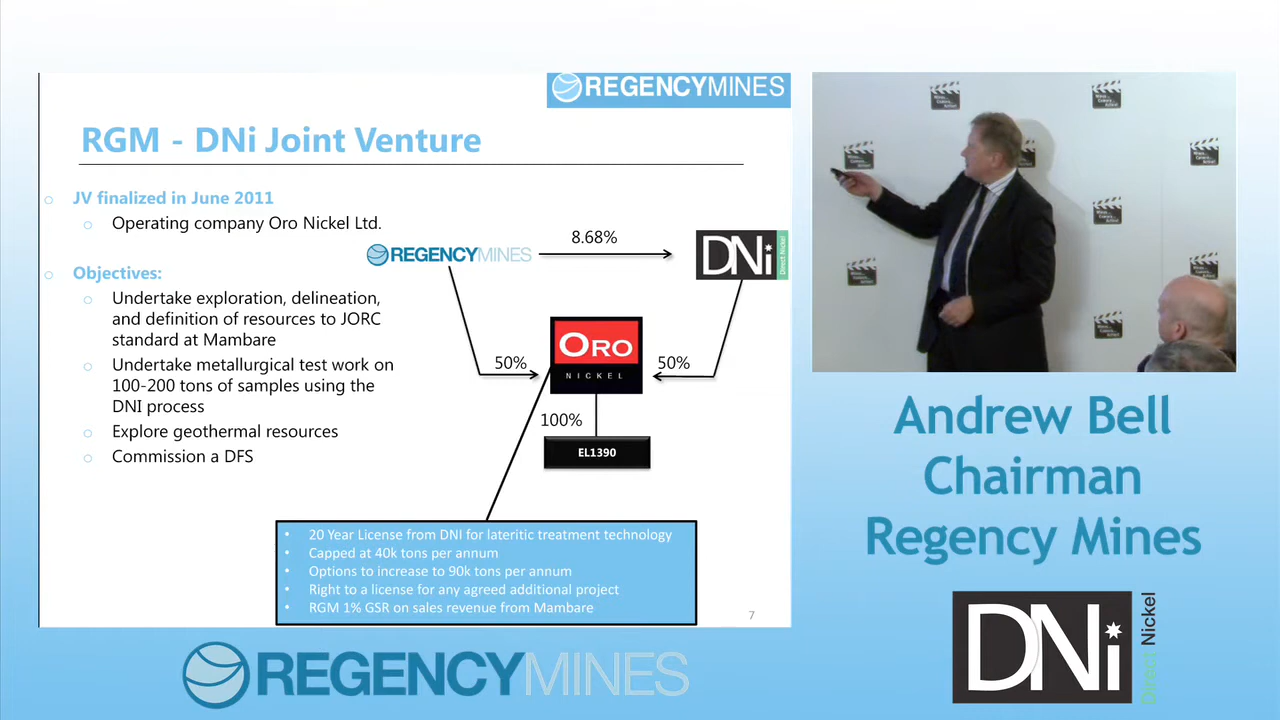 REGENCYMINES
RGM - DNi Joint Venture
JV finalized in June 2011
Operating company Oro Nickel Ltd.
Objectives:
Undertake exploration, delineation,
and definition of resources to JORC
standard at Mambare
Undertake metallurgical test work on
100-200 tons of samples using the
DNI process
Explore geothermal resources
Commission a DFS
REGENCYMINES
8.68%
DNi
Direct Nickel
ORO
NICKEL
50%
50%
100%
EL1390
• 20 Year License from DNI for lateritic treatment technology
• Capped at 40k tons per annum
• Options to increase to 90k tons per annum
• Right to a license for any agreed additional project
• RGM 1% GSR on sales revenue from Mambare
7
Andrew Bell
Chairman
Regency Mines
REGENCYMINES
DNi
Direct Nickel